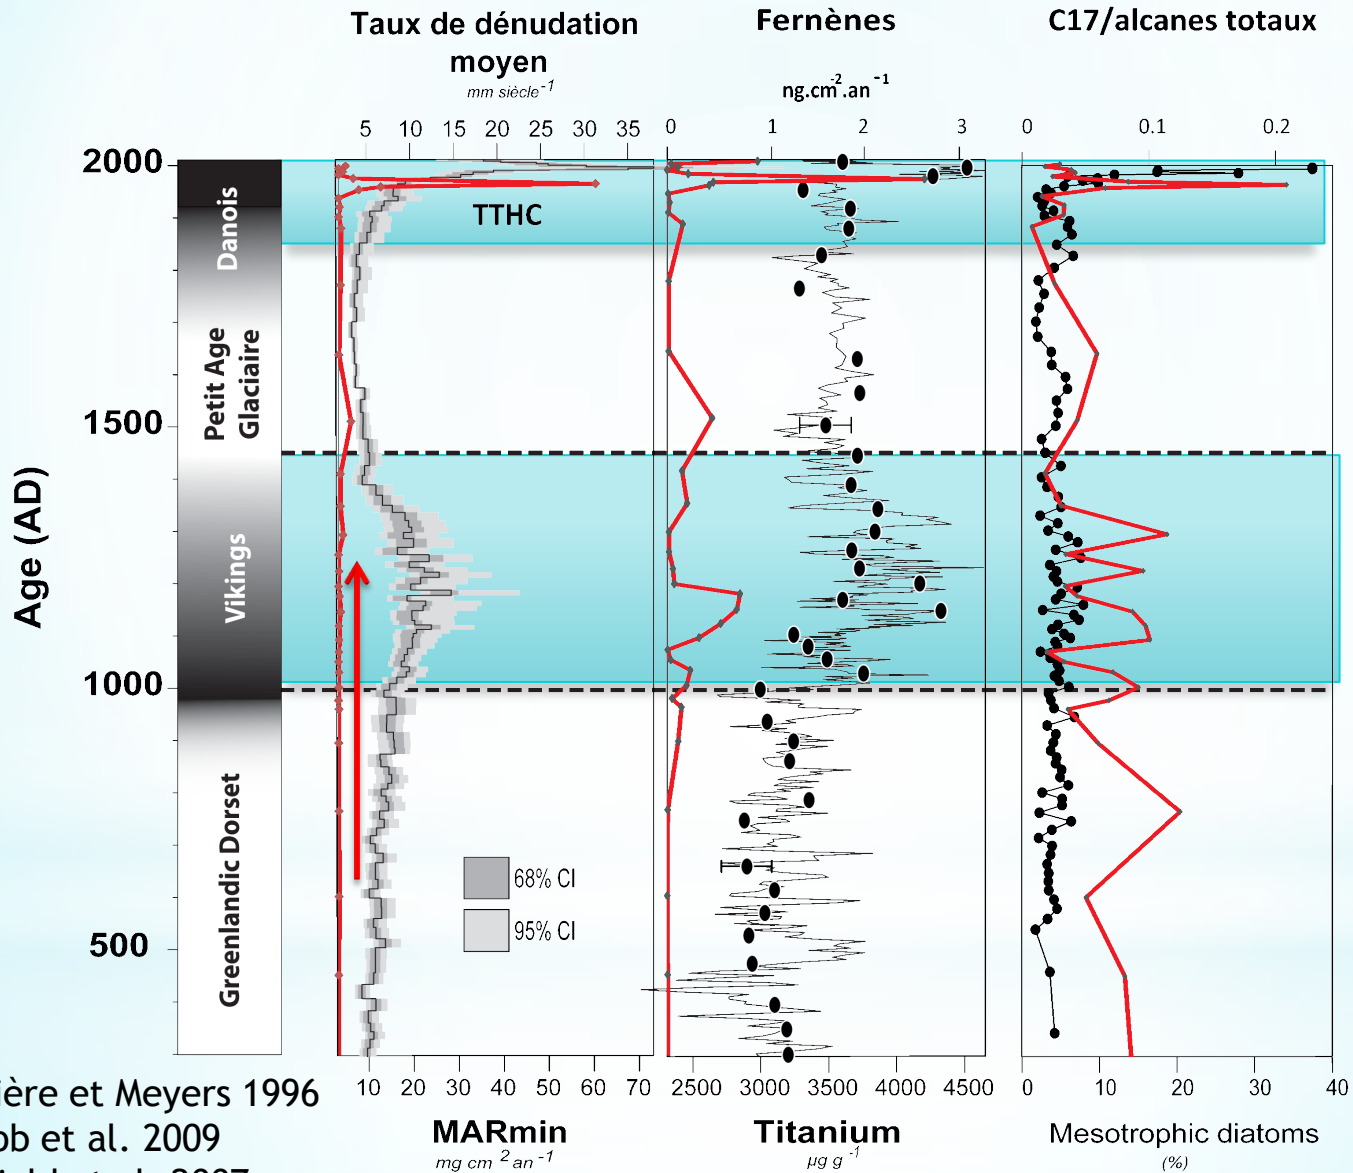 Taux de dénudation
moyen
mm siècle-1
Fernènes
ng.cm-2.an-1
C17/alcanes totaux
5 10 15 20 25 30 35
0 1 2 3
0 0.1 0.2
Age (AD)
2000
1500
1000
500
Danois
Petit Age
Glaciaire
Vikings
Greenlandic Dorset
TTHC
68% CI
95% CI
10 20 30 40 50 60 70
2500 3000 3500 4000 4500
0 10 20 30 40
MARmin
mg cm2 an-1
Titanium
µg g-1
Mesotrophic diatoms
(%)
ière et Meyers 1996
ob et al. 2009
2007